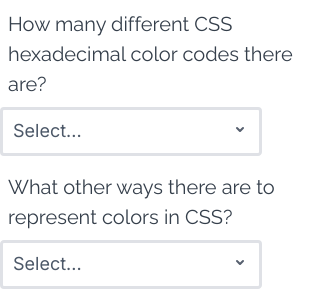 How many different CSS
hexadecimal color codes there
are?
Select...
What other ways there are to
represent colors in CSS?
Select...